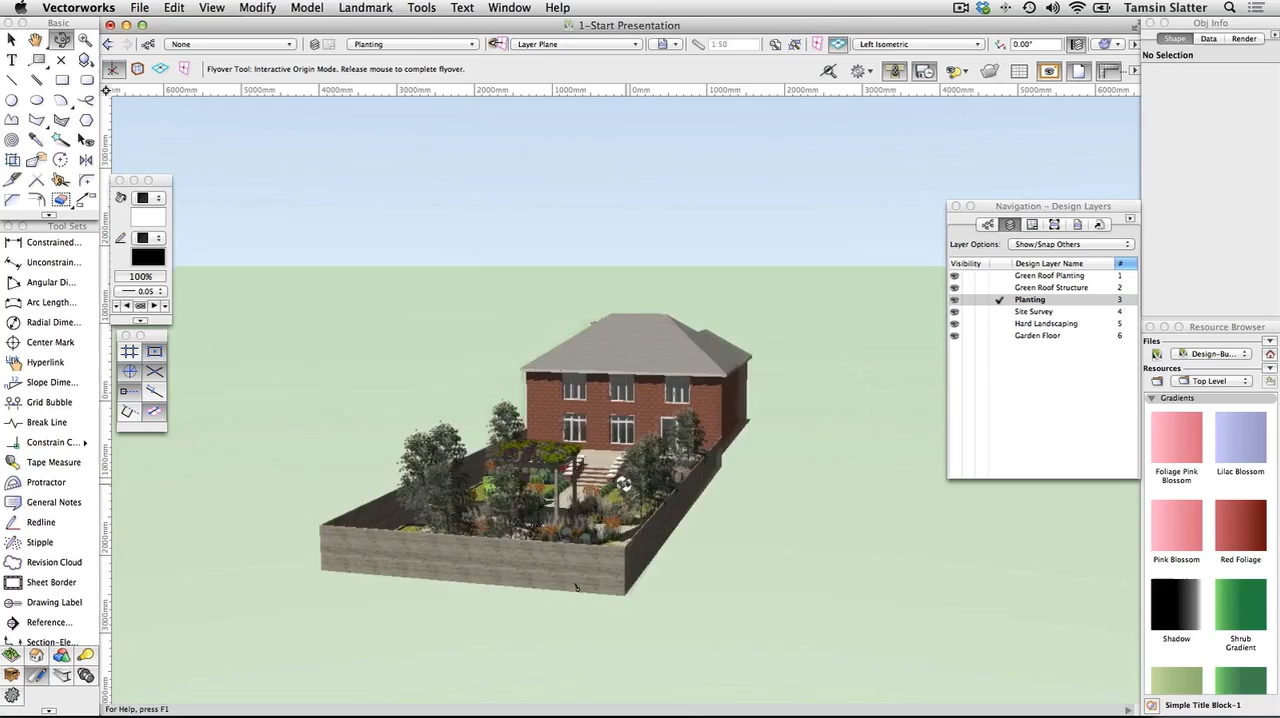 Vectorworks File Edit View Modify Model Landmark Tools Text Window Help Tamsin Slatter
Basic
1-Start Presentation
Obj Info
None Planting Layer Plane 1:50 Left Isometric 0.00°
Shape Data Render
No Selection
Flyover Tool: Interactive Origin Mode. Release mouse to complete flyover.
6000mm 4000mm 3000mm 2000mm 1000mm 0mm 1000mm 2000mm 3000mm 4000mm 6000mm
Tool Sets
Constrained...
Unconstrain...
Angular Di...
Arc Length...
Radial Dime...
Center Mark
Hyperlink
Slope Dime...
Grid Bubble
Break Line
Constrain C...
Tape Measure
Protractor
General Notes
Redline
Stipple
Revision Cloud
Sheet Border
Drawing Label
Reference...
Section-Ele...
100%
0.05
Navigation - Design Layers
Layer Options: Show/Snap Others
Visibility Design Layer Name #
Green Roof Planting 1
Green Roof Structure 2
Planting 3
Site Survey 4
Hard Landscaping 5
Garden Floor 6
Resource Browser
Files
Design-Bu...
Resources
Top Level
Gradients
Foliage Pink Blossom
Lilac Blossom
Pink Blossom
Red Foliage
Shadow
Shrub Gradient
Simple Title Block-1
For Help, press F1